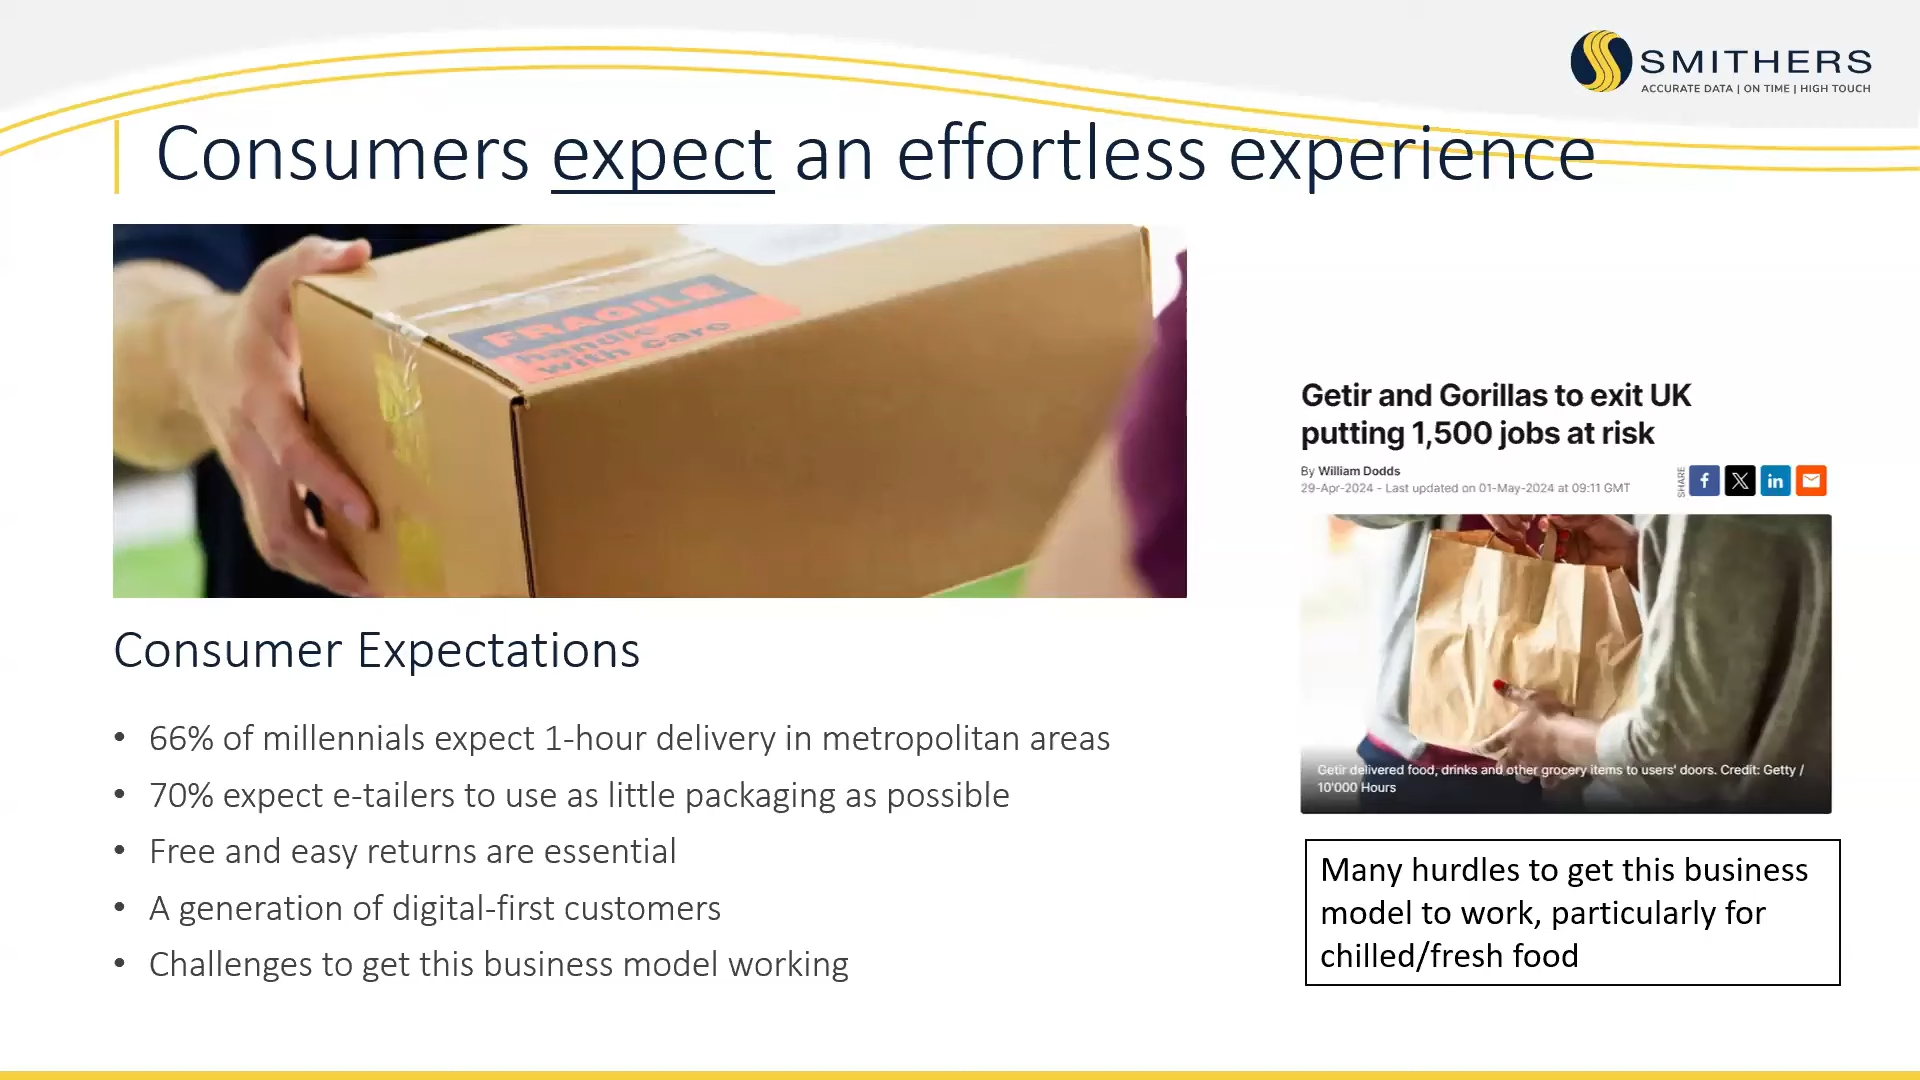 SMITHERS
ACCURATE DATA | ON TIME | HIGH TOUCH
Consumers expect an effortless experience
FRAGILE
handle
with care
Getir and Gorillas to exit UK
putting 1,500 jobs at risk
By William Dodds
29-Apr-2024 - Last updated on 01-May-2024 at 09:11 GMT
SHARE
Getir delivered food, drinks and other grocery items to users' doors. Credit: Getty /
10'000 Hours
Consumer Expectations
• 66% of millennials expect 1-hour delivery in metropolitan areas
• 70% expect e-tailers to use as little packaging as possible
• Free and easy returns are essential
• A generation of digital-first customers
• Challenges to get this business model working
Many hurdles to get this business
model to work, particularly for
chilled/fresh food